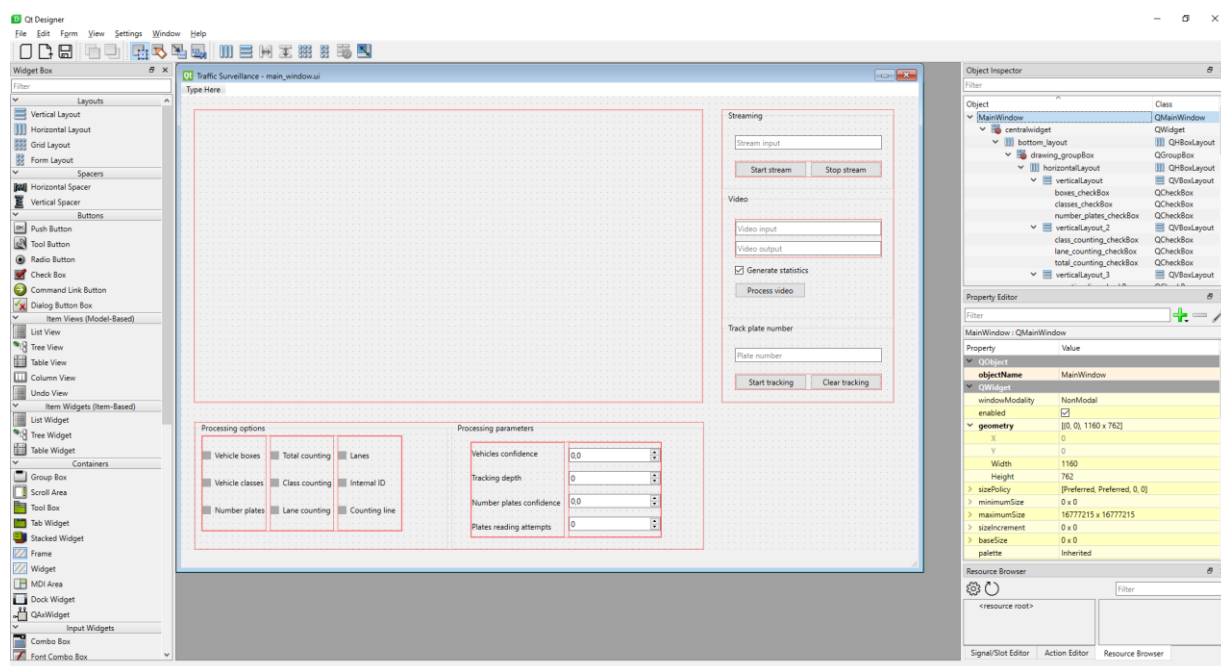 Qt Designer
File Edit Form View Settings Window Help
Widget Box
Filter
Layouts
Vertical Layout
Horizontal Layout
Grid Layout
Form Layout
Spacers
Horizontal Spacer
Vertical Spacer
Buttons
Push Button
Tool Button
Radio Button
Check Box
Command Link Button
Dialog Button Box
Item Views (Model-Based)
List View
Tree View
Table View
Column View
Undo View
Item Widgets (Item-Based)
List Widget
Tree Widget
Table Widget
Containers
Group Box
Scroll Area
Tool Box
Tab Widget
Stacked Widget
Frame
Widget
MDI Area
Dock Widget
QAxWidget
Input Widgets
Combo Box
Font Combo Box
Qt Traffic Surveillance - main_window.ui
Type Here
Streaming
Stream input
Start stream Stop stream
Video
Video input
Video output
Generate statistics
Process video
Track plate number
Plate number
Start tracking Clear tracking
Processing options
Vehicle boxes Total counting Lanes
Vehicle classes Class counting Internal ID
Number plates Lane counting Counting line
Processing parameters
Vehicles confidence 0,0
Tracking depth 0
Number plates confidence 0,0
Plates reading attempts 0
Object Inspector
Filter
Object Class
MainWindow QMainWindow
centralwidget QWidget
bottom_layout QHBoxLayout
drawing_groupBox QGroupBox
horizontalLayout QHBoxLayout
verticalLayout QVBoxLayout
boxes_checkBox QCheckBox
classes_checkBox QCheckBox
number_plates_checkBox QCheckBox
verticalLayout_2 QVBoxLayout
class_counting_checkBox QCheckBox
lane_counting_checkBox QCheckBox
total_counting_checkBox QCheckBox
verticalLayout_3 QVBoxLayout
Property Editor
Filter
MainWindow : QMainWindow
Property Value
QObject
objectName MainWindow
QWidget
windowModality NonModal
enabled
geometry [(0, 0), 1160 x 762]
X 0
Y 0
Width 1160
Height 762
sizePolicy [Preferred, Preferred, 0, 0]
minimumSize 0 x 0
maximumSize 16777215 x 16777215
sizeIncrement 0 x 0
baseSize 0 x 0
palette Inherited
Resource Browser
Filter
<resource root>
Signal/Slot Editor Action Editor Resource Browser